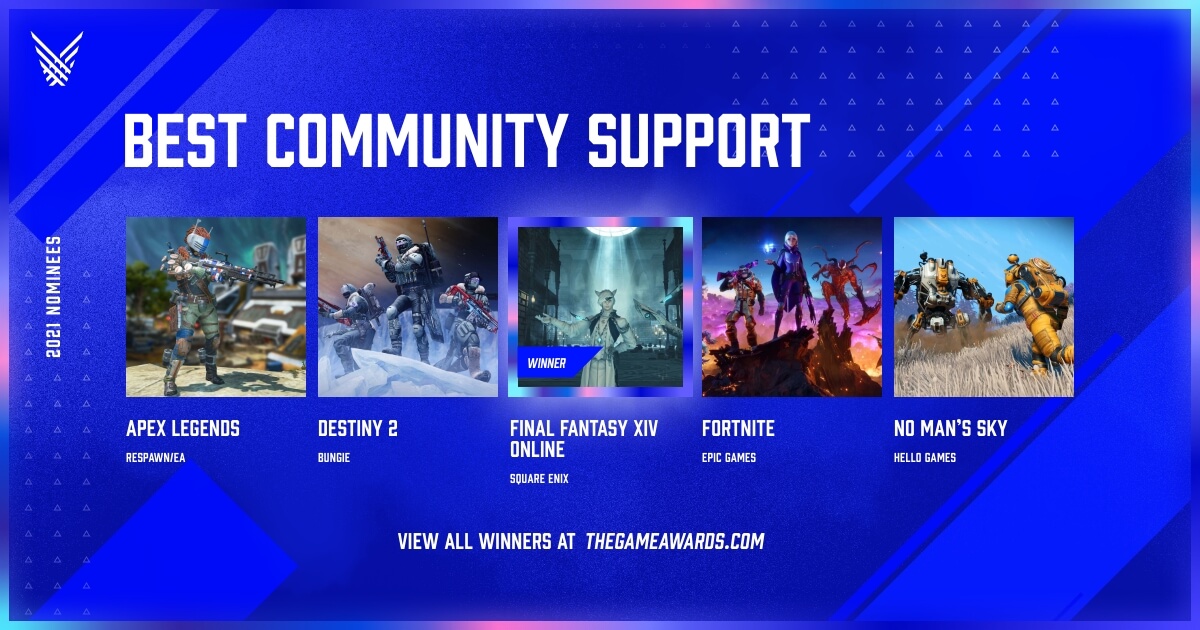 BEST COMMUNITY SUPPORT
2021 NOMINEES
WINNER
APEX LEGENDS
RESPAWN/EA
DESTINY 2
BUNGIE
FINAL FANTASY XIV
ONLINE
SQUARE ENIX
FORTNITE
EPIC GAMES
NO MAN'S SKY
HELLO GAMES
VIEW ALL WINNERS AT THEGAMEAWARDS.COM